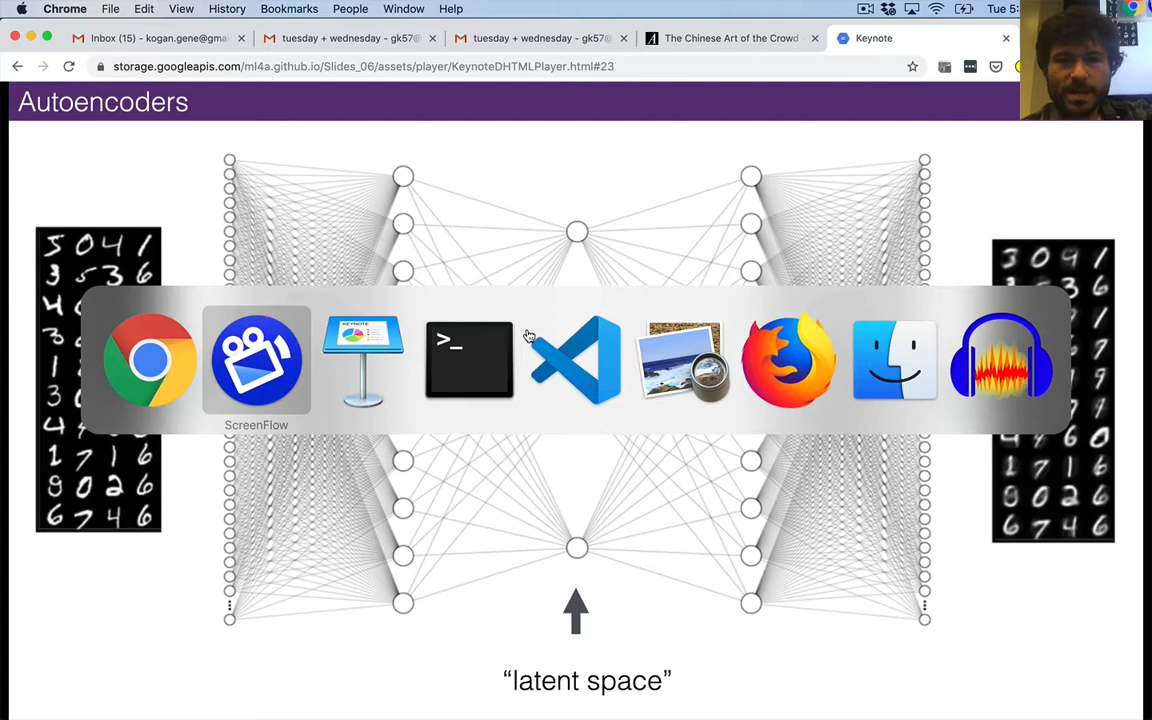 Chrome File Edit View History Bookmarks People Window Help Tue 5:
Inbox (15) - kogan.gene@gmai tuesday + wednesday - gk57@ tuesday + wednesday - gk57@ The Chinese Art of the Crowd - Keynote
storage.googleapis.com/ml4a.github.io/Slides_06/assets/player/KeynoteDHTMLPlayer.html#23
Autoencoders
5 0 4 1
3 5 3 6
1 7 1 6
9 0 2 6
6 7 4 6
3 0 9 1
1 7 1 6
9 0 2 6
6 7 4 6
KEYNOTE
>_
ScreenFlow
“latent space”